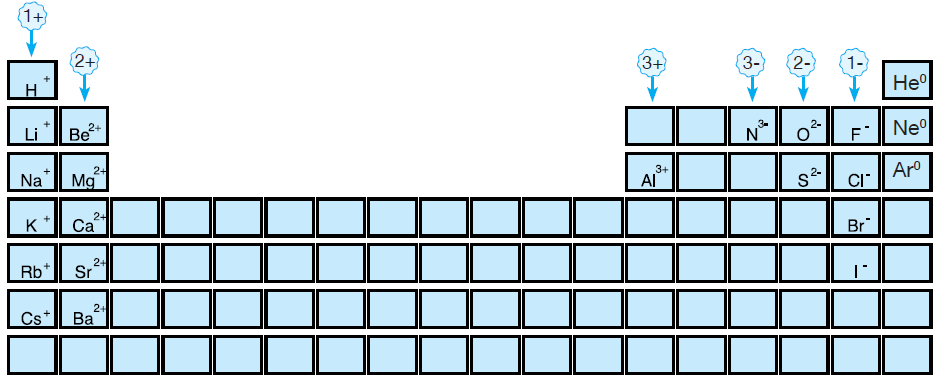 1+
2+ 3+ 3- 2- 1-
H⁺ He⁰
Li⁺ Be²⁺ N³⁻ O²⁻ F⁻ Ne⁰
Na⁺ Mg²⁺ Al³⁺ S²⁻ Cl⁻ Ar⁰
K⁺ Ca²⁺ Br⁻
Rb⁺ Sr²⁺ I⁻
Cs⁺ Ba²⁺